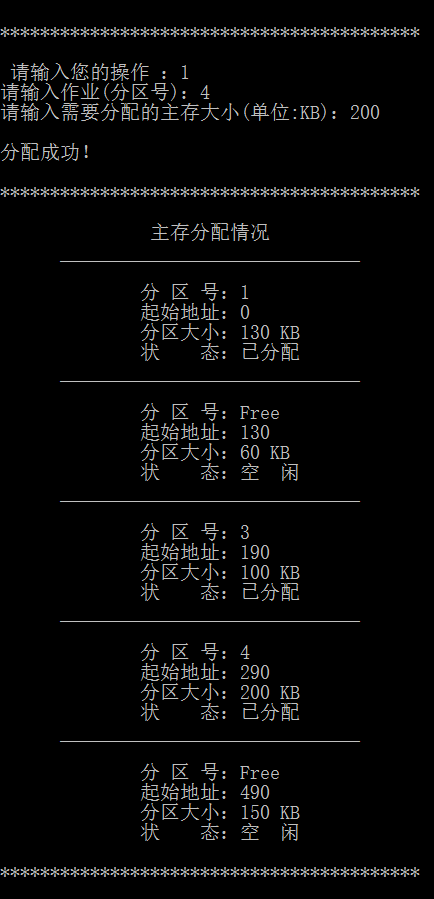 ******************************************
请输入您的操作 ：1
请输入作业(分区号)：4
请输入需要分配的主存大小(单位:KB)：200
分配成功！
******************************************
主存分配情况
分 区 号：1
起始地址：0
分区大小：130 KB
状    态：已分配
分 区 号：Free
起始地址：130
分区大小：60 KB
状    态：空  闲
分 区 号：3
起始地址：190
分区大小：100 KB
状    态：已分配
分 区 号：4
起始地址：290
分区大小：200 KB
状    态：已分配
分 区 号：Free
起始地址：490
分区大小：150 KB
状    态：空  闲
******************************************